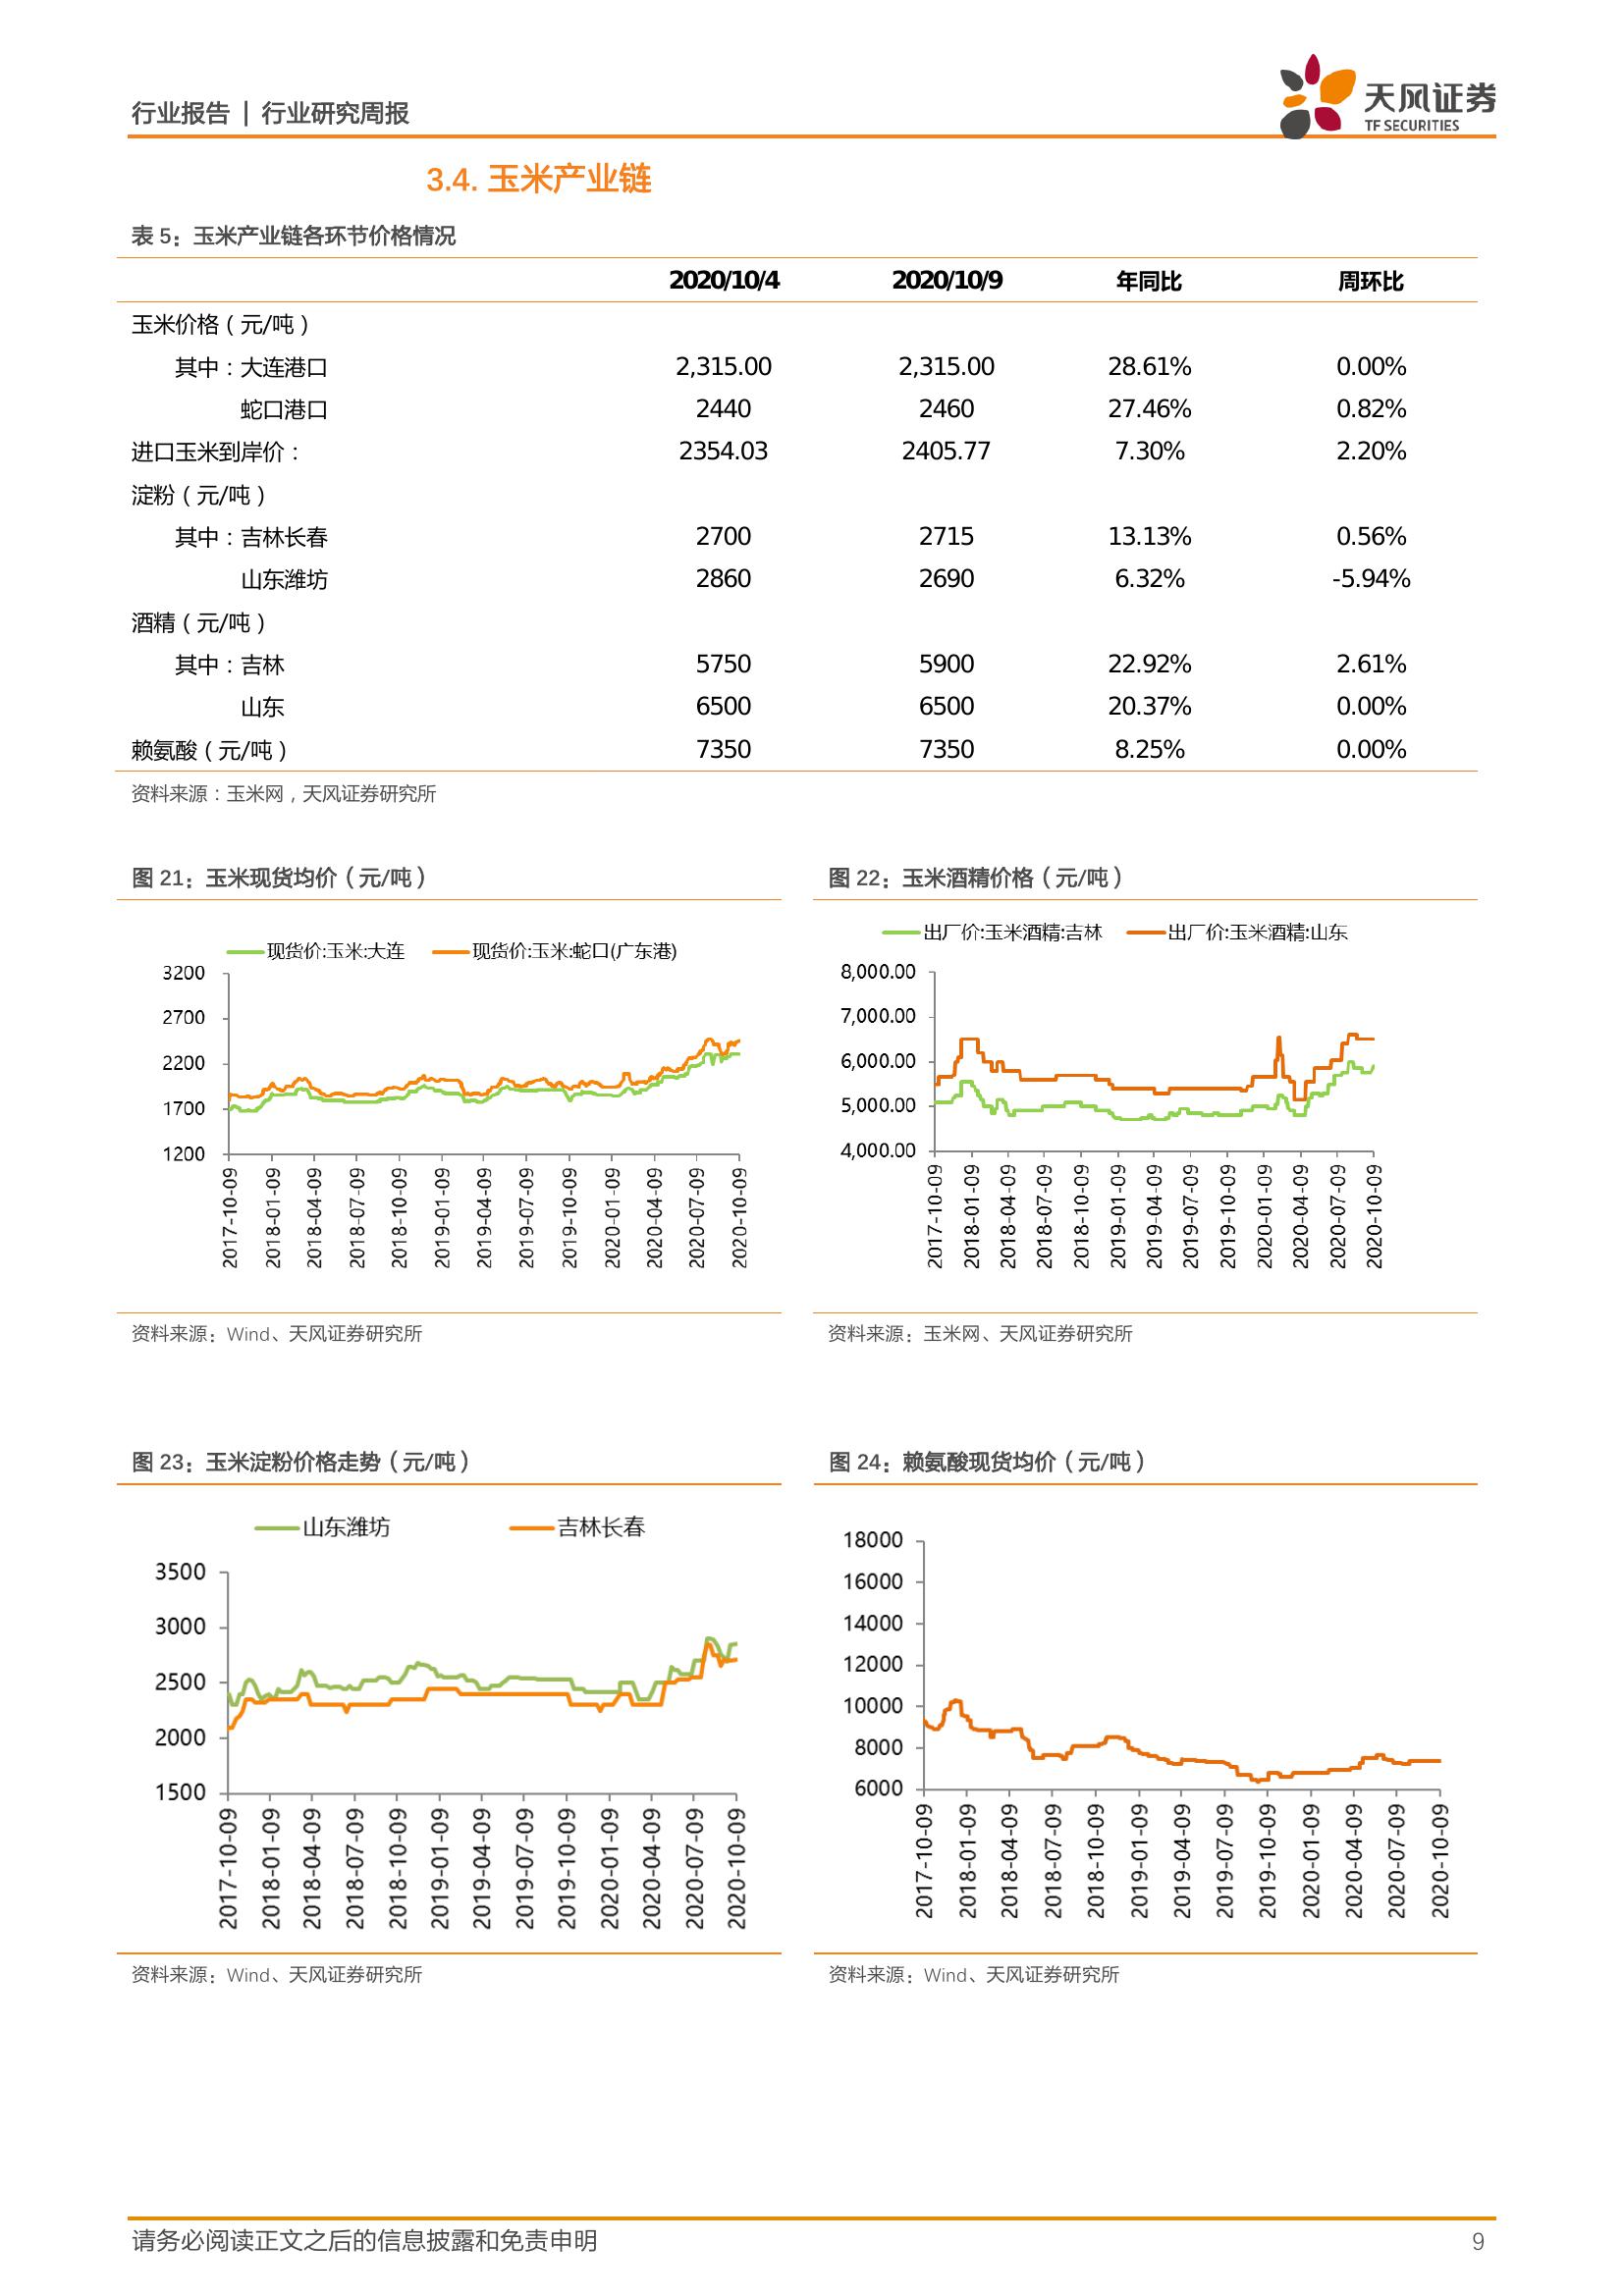 行业报告 | 行业研究周报
天风证券
TF SECURITIES
3.4. 玉米产业链
表 5：玉米产业链各环节价格情况
2020/10/4 2020/10/9 年同比 周环比
玉米价格（元/吨）
其中：大连港口 2,315.00 2,315.00 28.61% 0.00%
蛇口港口 2440 2460 27.46% 0.82%
进口玉米到岸价： 2354.03 2405.77 7.30% 2.20%
淀粉（元/吨）
其中：吉林长春 2700 2715 13.13% 0.56%
山东潍坊 2860 2690 6.32% -5.94%
酒精（元/吨）
其中：吉林 5750 5900 22.92% 2.61%
山东 6500 6500 20.37% 0.00%
赖氨酸（元/吨） 7350 7350 8.25% 0.00%
资料来源：玉米网，天风证券研究所
图 21：玉米现货均价（元/吨）
现货价:玉米:大连 现货价:玉米:蛇口(广东港)
3200
2700
2200
1700
1200
2017-10-09
2018-01-09
2018-04-09
2018-07-09
2018-10-09
2019-01-09
2019-04-09
2019-07-09
2019-10-09
2020-01-09
2020-04-09
2020-07-09
2020-10-09
资料来源：Wind、天风证券研究所
图 22：玉米酒精价格（元/吨）
出厂价:玉米酒精:吉林 出厂价:玉米酒精:山东
8,000.00
7,000.00
6,000.00
5,000.00
4,000.00
2017-10-09
2018-01-09
2018-04-09
2018-07-09
2018-10-09
2019-01-09
2019-04-09
2019-07-09
2019-10-09
2020-01-09
2020-04-09
2020-07-09
2020-10-09
资料来源：玉米网、天风证券研究所
图 23：玉米淀粉价格走势（元/吨）
山东潍坊 吉林长春
3500
3000
2500
2000
1500
2017-10-09
2018-01-09
2018-04-09
2018-07-09
2018-10-09
2019-01-09
2019-04-09
2019-07-09
2019-10-09
2020-01-09
2020-04-09
2020-07-09
2020-10-09
资料来源：Wind、天风证券研究所
图 24：赖氨酸现货均价（元/吨）
18000
16000
14000
12000
10000
8000
6000
2017-10-09
2018-01-09
2018-04-09
2018-07-09
2018-10-09
2019-01-09
2019-04-09
2019-07-09
2019-10-09
2020-01-09
2020-04-09
2020-07-09
2020-10-09
资料来源：Wind、天风证券研究所
请务必阅读正文之后的信息披露和免责申明 9